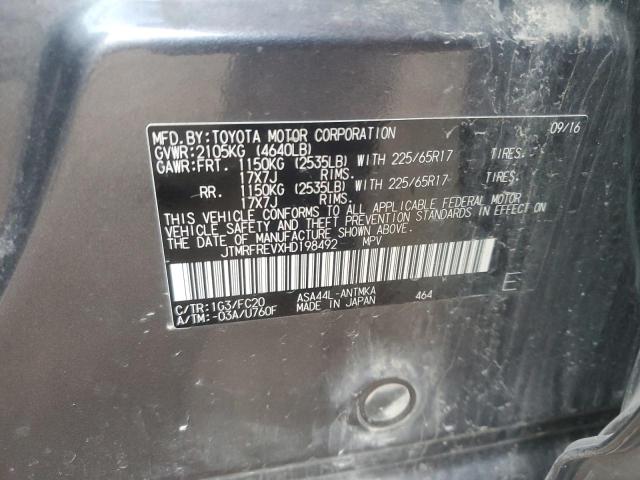 MFD.BY:TOYOTA MOTOR CORPORATION 09/16
GVWR:2105KG (4640LB)
GAWR:FRT. 1150KG (2535LB) WITH 225/65R17 TIRES.
17X7J RIMS.
RR. 1150KG (2535LB) WITH 225/65R17 TIRES.
17X7J RIMS.
THIS VEHICLE CONFORMS TO ALL APPLICABLE FEDERAL MOTOR
VEHICLE SAFETY AND THEFT PREVENTION STANDARDS IN EFFECT ON
THE DATE OF MANUFACTURE SHOWN ABOVE.
JTMRFREVXHD198492 MPV
C/TR:1G3/FC20 ASA44L-ANTMKA 464 E
A/TM:-03A/U760F MADE IN JAPAN